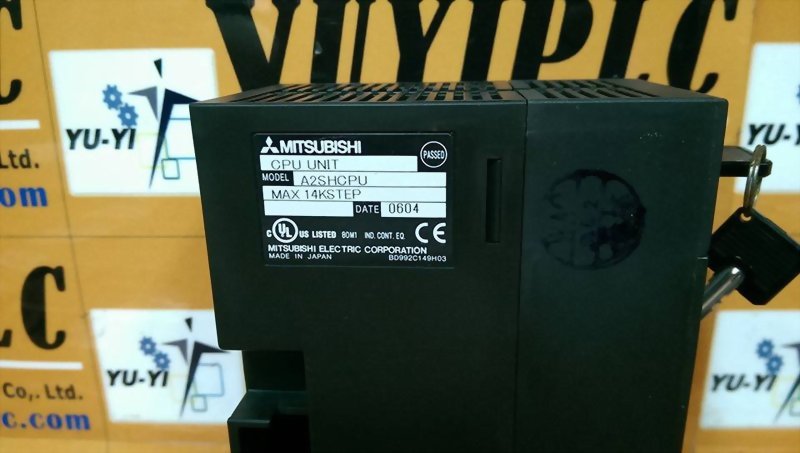 YUYIPLC
YU-YI
Ltd.
MITSUBISHI
CPU UNIT
PASSED
MODEL A2SHCPU
MAX 14KSTEP
DATE 0604
C UL US LISTED 80M1 IND. CONT. EQ. CE
MITSUBISHI ELECTRIC CORPORATION
MADE IN JAPAN BD992C149H03
YU-YI
LC
YU-YI
YU-YI
Co,. Ltd.
c.com